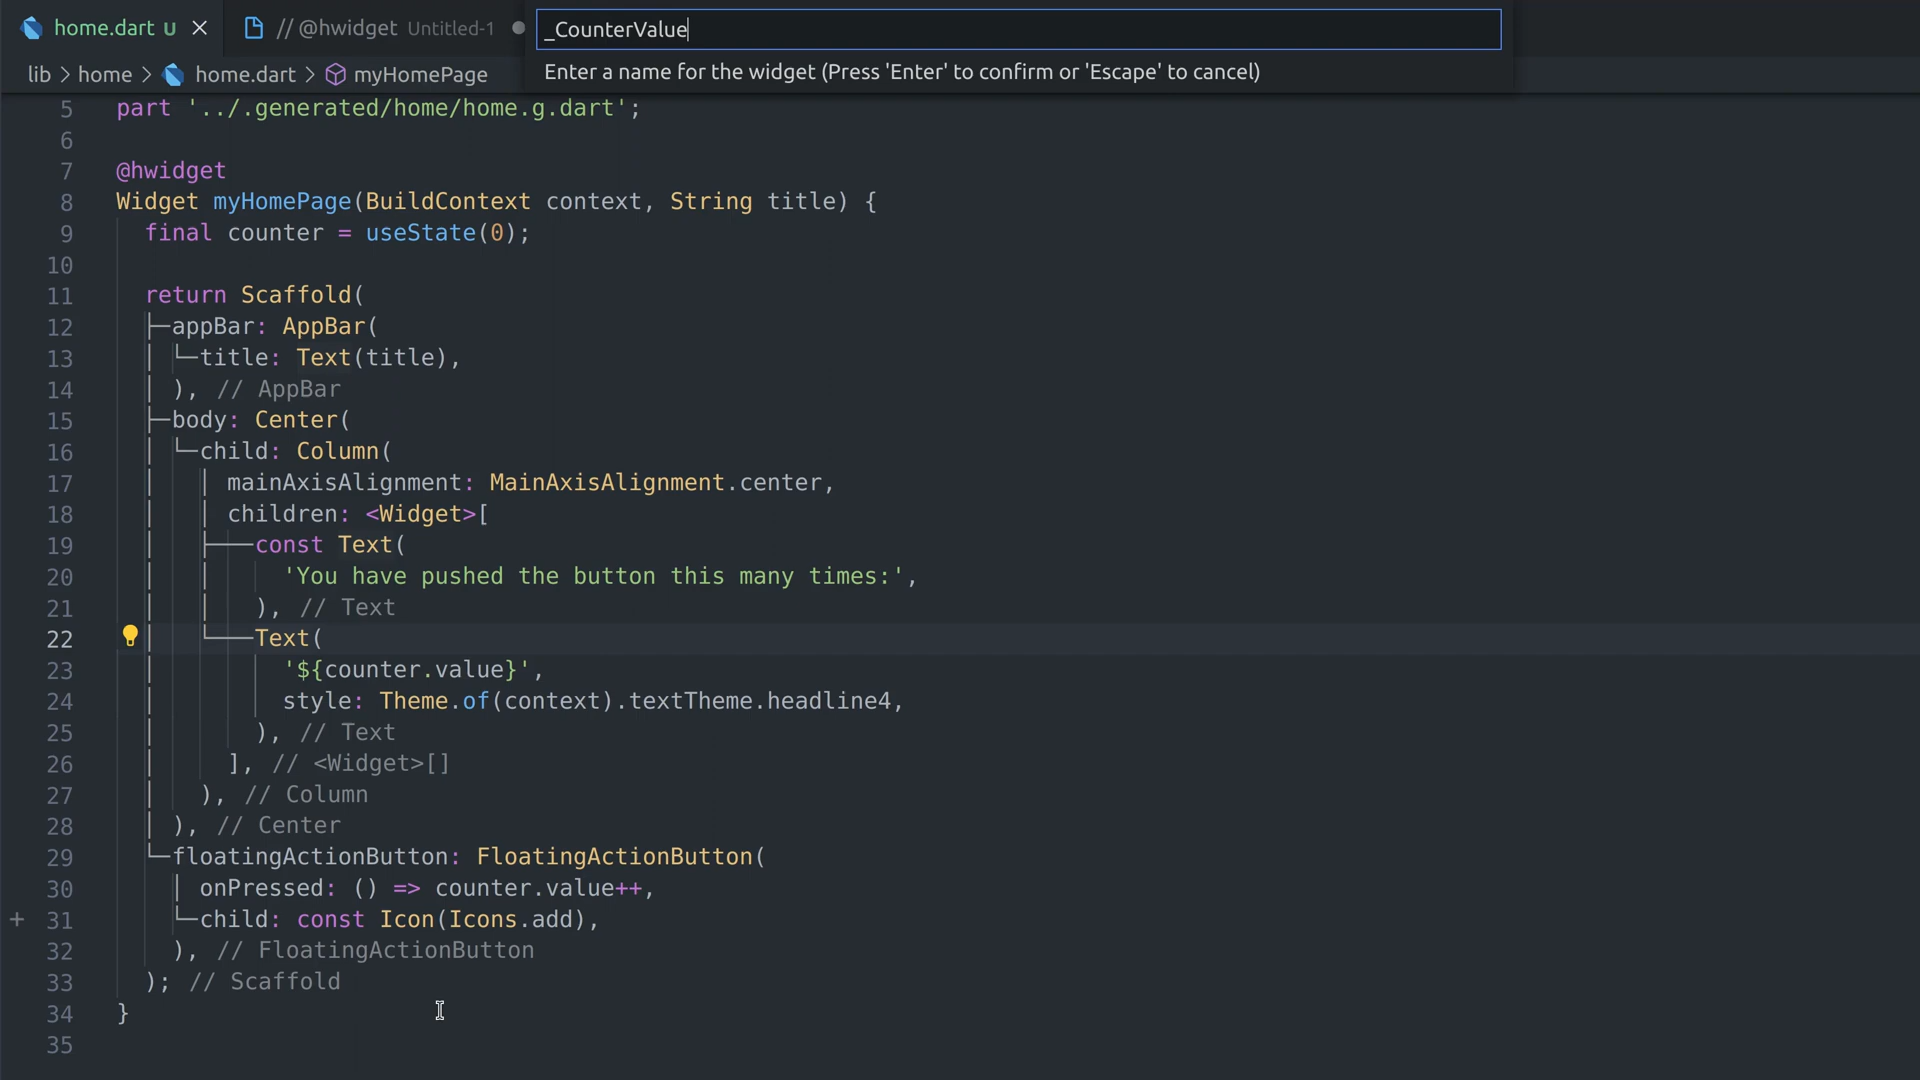 home.dart U
// @hwidget Untitled-1
_CounterValue
Enter a name for the widget (Press 'Enter' to confirm or 'Escape' to cancel)
lib > home > home.dart > myHomePage
5 part '../.generated/home/home.g.dart';
6
7 @hwidget
8 Widget myHomePage(BuildContext context, String title) {
9 final counter = useState(0);
10
11 return Scaffold(
12 appBar: AppBar(
13 title: Text(title),
14 ), // AppBar
15 body: Center(
16 child: Column(
17 mainAxisAlignment: MainAxisAlignment.center,
18 children: <Widget>[
19 const Text(
20 'You have pushed the button this many times:',
21 ), // Text
22 Text(
23 '${counter.value}',
24 style: Theme.of(context).textTheme.headline4,
25 ), // Text
26 ], // <Widget>[]
27 ), // Column
28 ), // Center
29 floatingActionButton: FloatingActionButton(
30 onPressed: () => counter.value++,
+ 31 child: const Icon(Icons.add),
32 ), // FloatingActionButton
33 ); // Scaffold
34 }
35